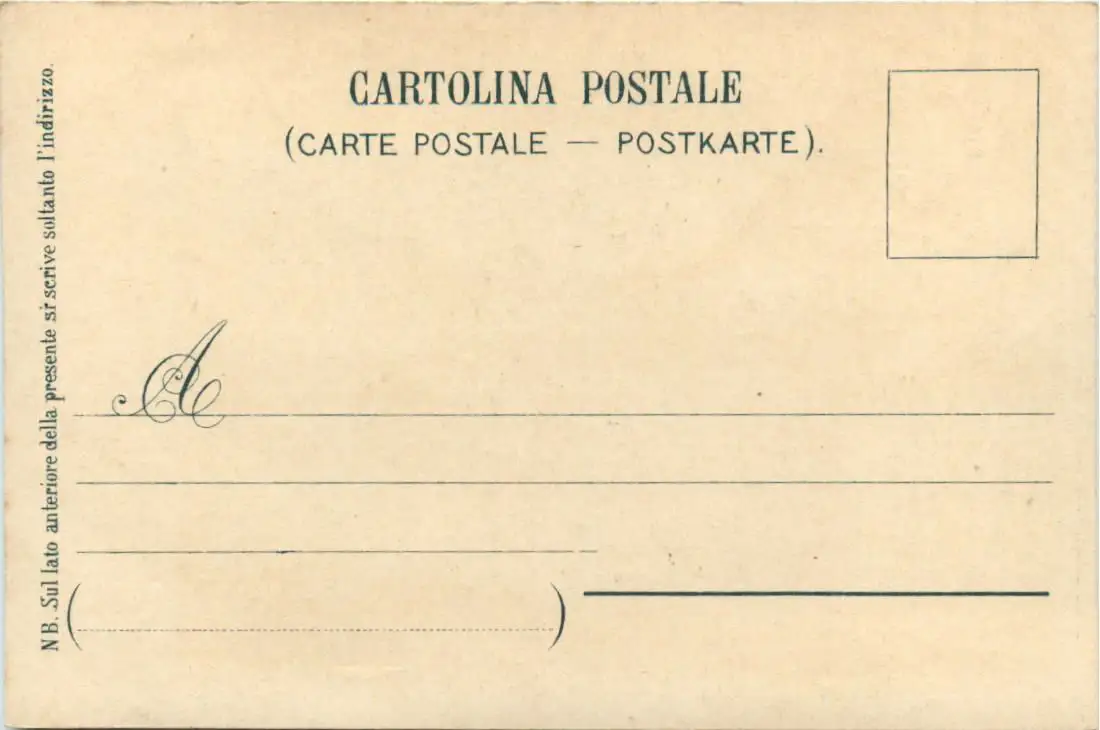 CARTOLINA POSTALE
(CARTE POSTALE — POSTKARTE).
A
NB. Sul lato anteriore della presente si scrive soltanto l'indirizzo.